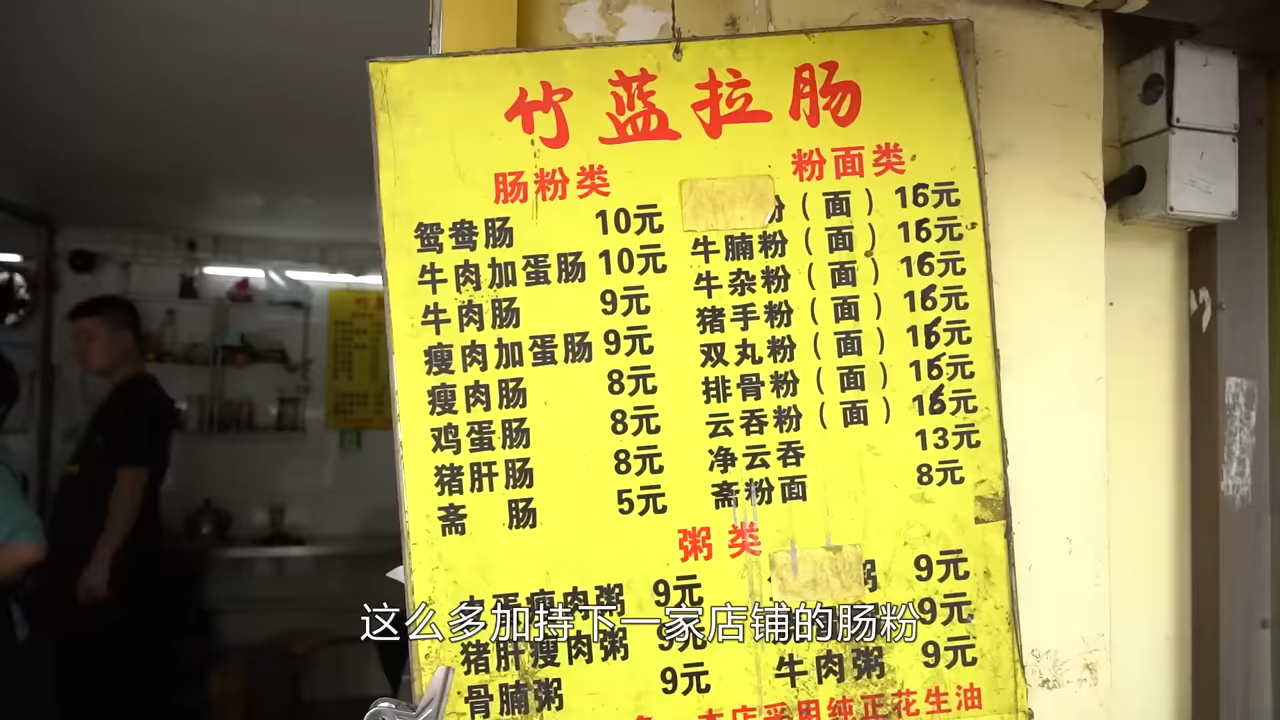 竹蓝拉肠
肠粉类
鸳鸯肠 10元
牛肉加蛋肠 10元
牛肉肠 9元
瘦肉加蛋肠 9元
瘦肉肠 8元
鸡蛋肠 8元
猪肝肠 8元
斋 肠 5元
粉面类
粉(面) 16元
牛腩粉(面) 16元
牛杂粉(面) 16元
猪手粉(面) 16元
双丸粉(面) 16元
排骨粉(面) 16元
云吞粉(面) 16元
净云吞 13元
斋粉面 8元
粥类
蛋瘦肉粥 9元
猪肝瘦肉粥 9元
骨腩粥 9元
粥 9元
9元
牛肉粥 9元
本店采用纯正花生油
这么多加持下一家店铺的肠粉